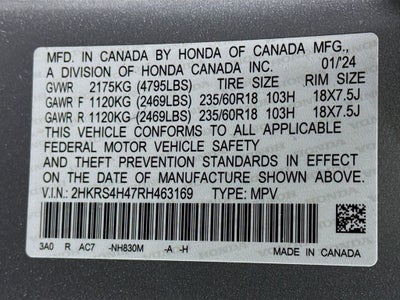 MFD. IN CANADA BY HONDA OF CANADA MFG.,
A DIVISION OF HONDA CANADA INC. 01/'24
GVWR 2175KG (4795LBS) TIRE SIZE RIM SIZE
GAWR F 1120KG (2469LBS) 235/60R18 103H 18X7.5J
GAWR R 1120KG (2469LBS) 235/60R18 103H 18X7.5J
THIS VEHICLE CONFORMS TO ALL APPLICABLE
FEDERAL MOTOR VEHICLE SAFETY
AND THEFT PREVENTION STANDARDS IN EFFECT
ON THE DATE OF MANUFACTURE SHOWN ABOVE.
V.I.N.: 2HKRS4H47RH463169 TYPE: MPV
3A0 R AC7 -NH830M -A -H MADE IN CANADA